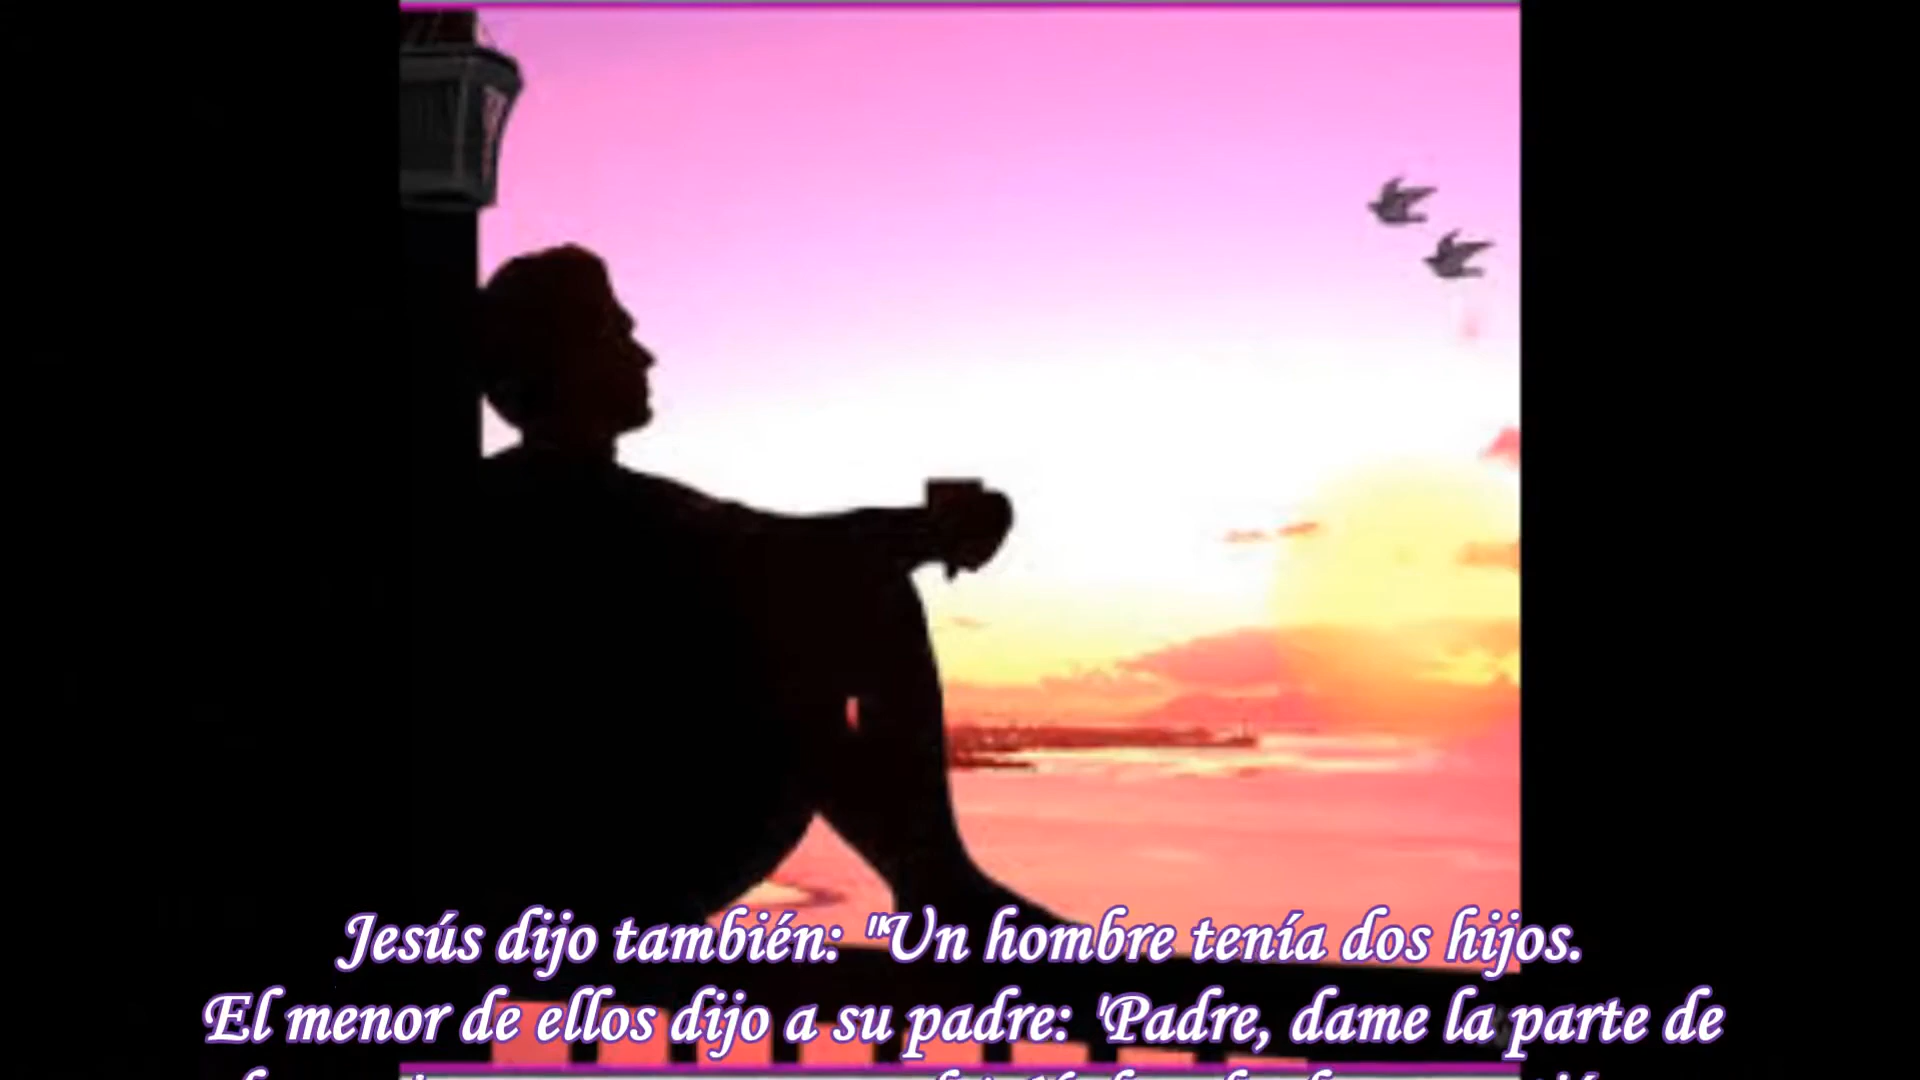 Jesús dijo también: "Un hombre tenía dos hijos.
El menor de ellos dijo a su padre: 'Padre, dame la parte de